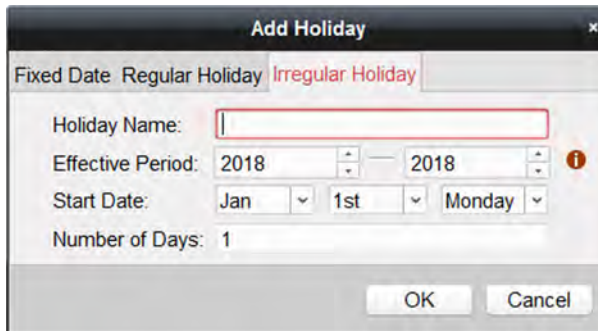 Add Holiday
Fixed Date Regular Holiday Irregular Holiday
Holiday Name:
Effective Period: 2018 — 2018
Start Date: Jan 1st Monday
Number of Days: 1
OK Cancel